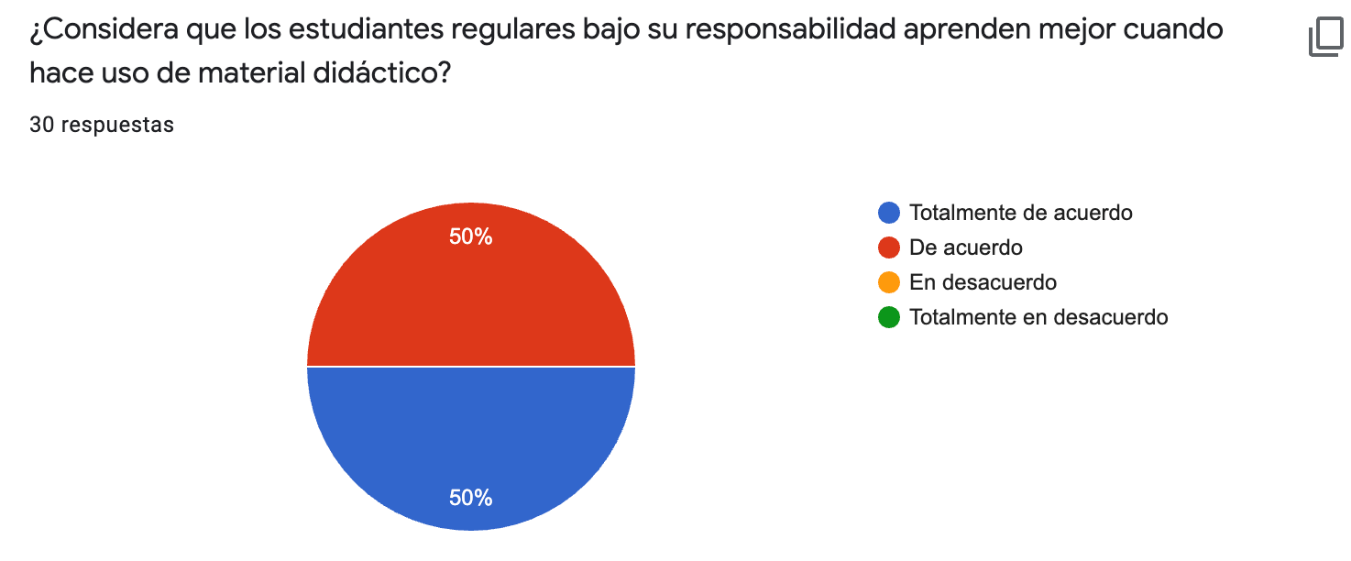 ¿Considera que los estudiantes regulares bajo su responsabilidad aprenden mejor cuando
hace uso de material didáctico?
30 respuestas
50%
50%
Totalmente de acuerdo
De acuerdo
En desacuerdo
Totalmente en desacuerdo